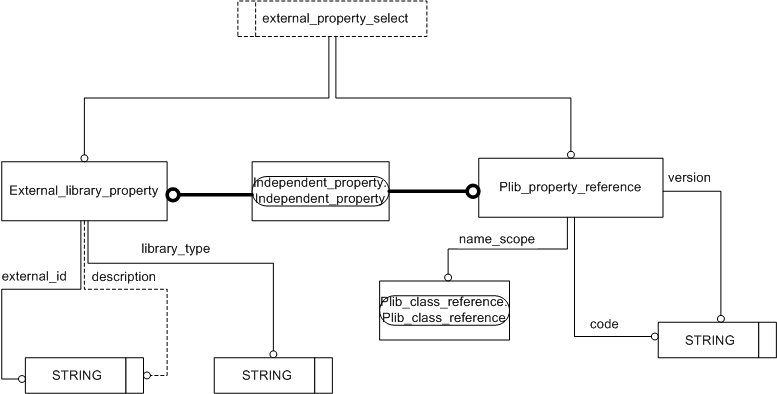 external_property_select
External_library_property
Independent_property.
Independent_property
Plib_property_reference
version
name_scope
library_type
external_id
description
Plib_class_reference.
Plib_class_reference
code
STRING
STRING
STRING